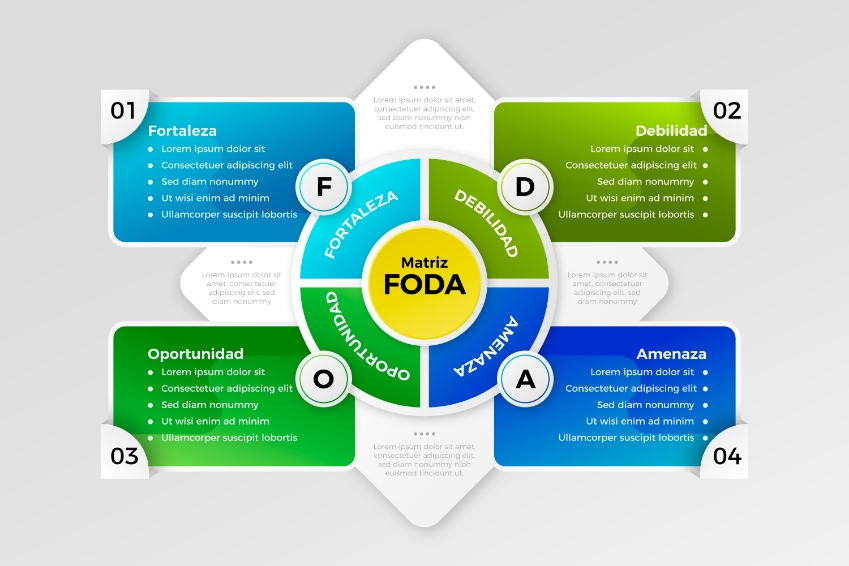 01
Fortaleza
Lorem ipsum dolor sit
Consectetuer adipiscing elit
Sed diam nonummy
Ut wisi enim ad minim
Ullamcorper suscipit lobortis
Lorem ipsum dolor sit amet,
consectetuer adipiscing elit,
sed diam nonummy nibh
euismod tincidunt ut.
02
Debilidad
Lorem ipsum dolor sit
Consectetuer adipiscing elit
Sed diam nonummy
Ut wisi enim ad minim
Ullamcorper suscipit lobortis
F
D
FORTALEZA
DEBILIDAD
Matriz
FODA
Lorem ipsum dolor sit
amet, consectetuer
adipiscing elit, sed
diam nonummy
Lorem ipsum dolor sit
amet, consectetuer
adipiscing elit, sed
diam nonummy
OPORTUNIDAD
AMENAZA
O
A
Oportunidad
Lorem ipsum dolor sit
Consectetuer adipiscing elit
Sed diam nonummy
Ut wisi enim ad minim
Ullamcorper suscipit lobortis
03
Amenaza
Lorem ipsum dolor sit
Consectetuer adipiscing elit
Sed diam nonummy
Ut wisi enim ad minim
Ullamcorper suscipit lobortis
04
Lorem ipsum dolor sit amet,
consectetuer adipiscing elit,
sed diam nonummy nibh
euismod tincidunt ut.